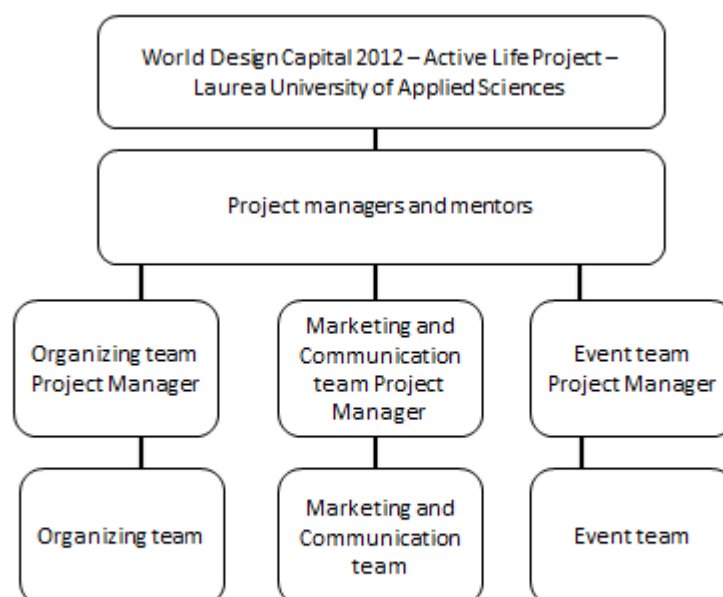 World Design Capital 2012 – Active Life Project –
Laurea University of Applied Sciences
Project managers and mentors
Organizing team
Project Manager
Marketing and
Communication
team Project
Manager
Event team
Project Manager
Organizing team
Marketing and
Communication
team
Event team